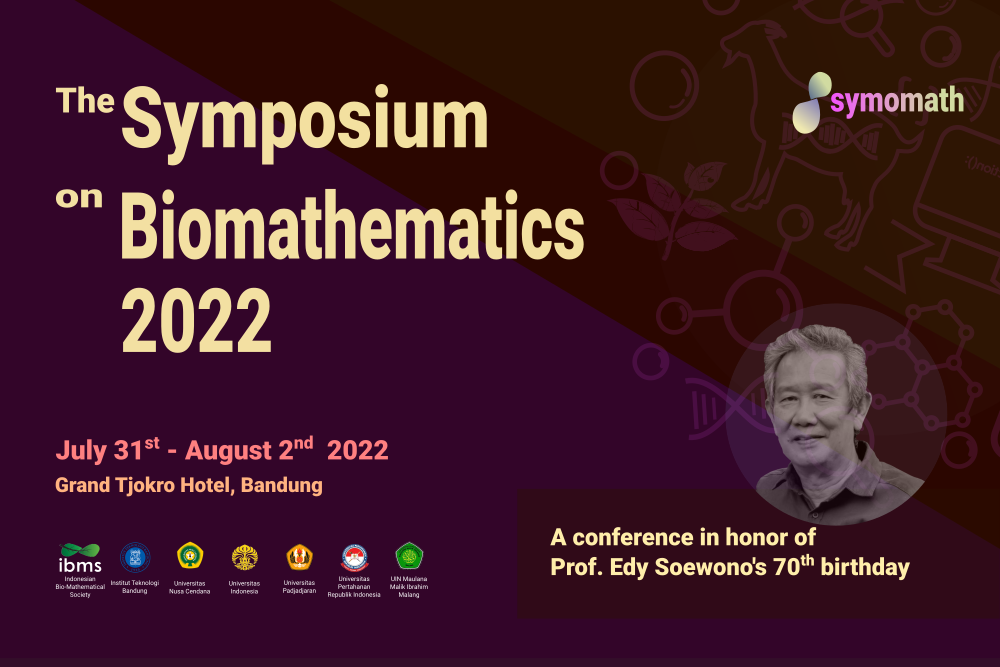 The Symposium
on Biomathematics
2022
symomath
July 31st - August 2nd 2022
Grand Tjokro Hotel, Bandung
A conference in honor of
Prof. Edy Soewono's 70th birthday
ibms
Indonesian
Bio-Mathematical
Society
Institut Teknologi
Bandung
Universitas
Nusa Cendana
Universitas
Indonesia
Universitas
Padjadjaran
Universitas
Pertahanan
Republik Indonesia
UIN Maulana
Malik Ibrahim
Malang